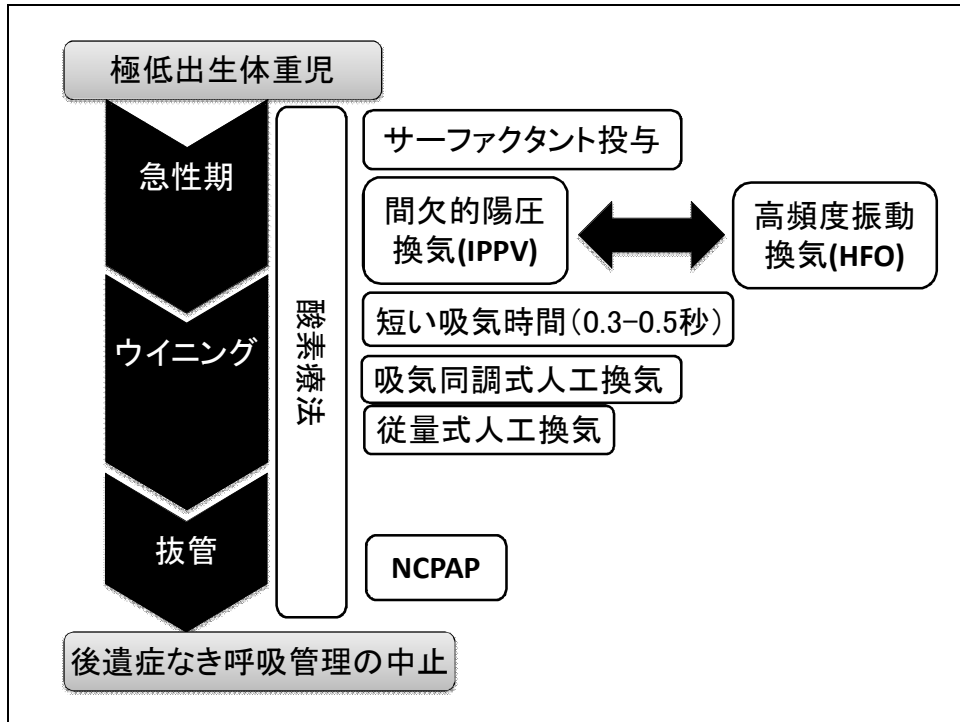 極低出生体重児
急性期
サーファクタント投与
間欠的陽圧
換気(IPPV)
高頻度振動
換気(HFO)
酸素療法
ウイニング
短い吸気時間(0.3-0.5秒)
吸気同調式人工換気
従量式人工換気
抜管
NCPAP
後遺症なき呼吸管理の中止